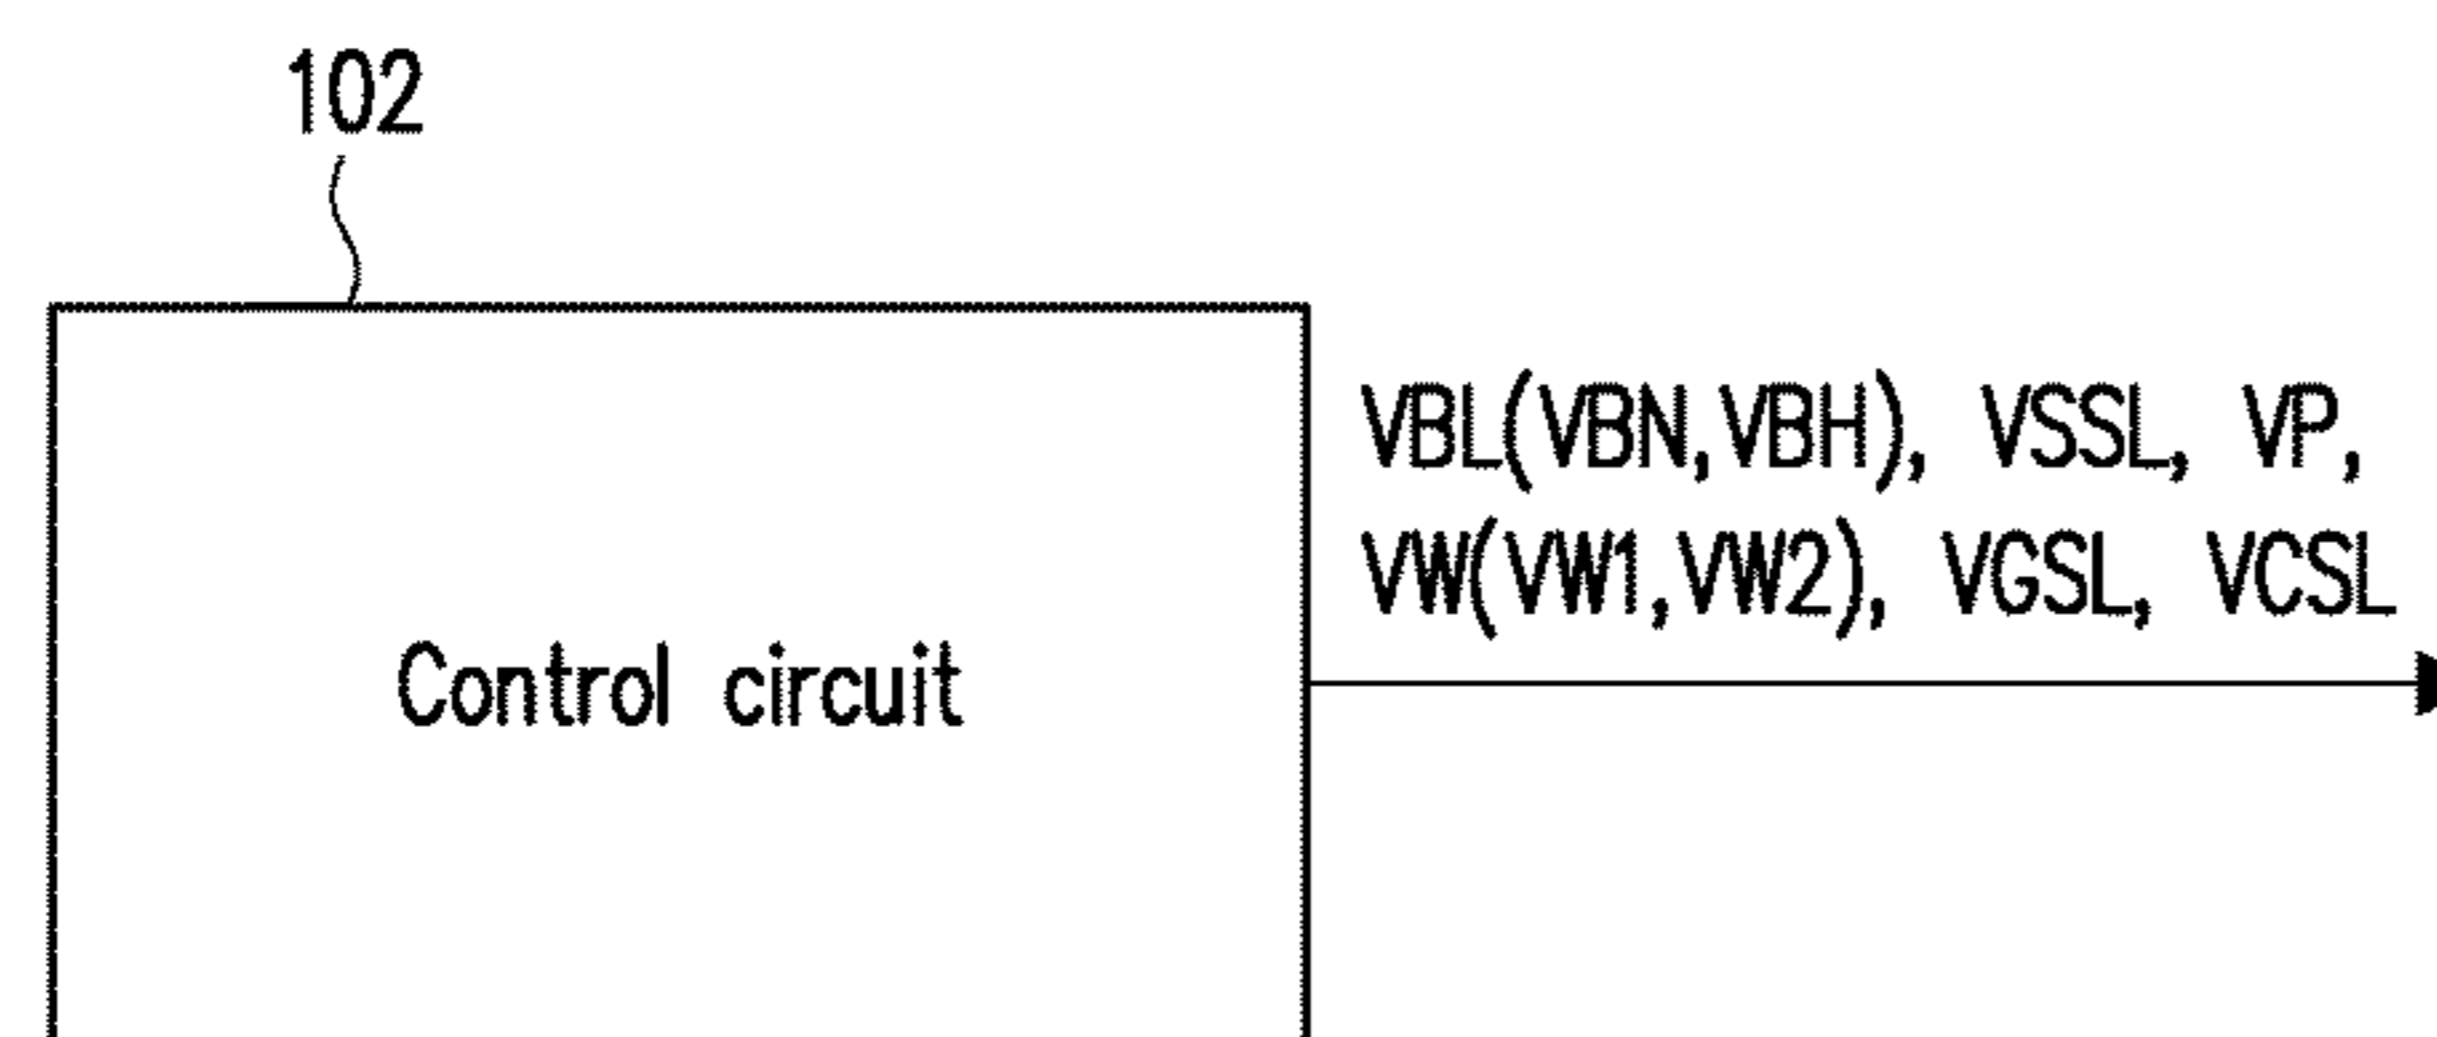 102
VBL(VBN,VBH), VSSL, VP,
VW(VW1,VW2), VGSL, VCSL
Control circuit